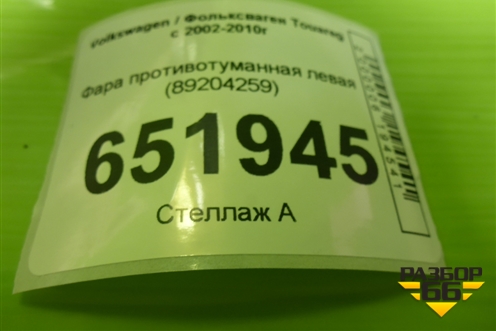 Volkswagen / Фольксваген Touareg
с 2002-2010г
Фара противотуманная левая
(89204259)
651945
Стеллаж А
РАЗБОР
66